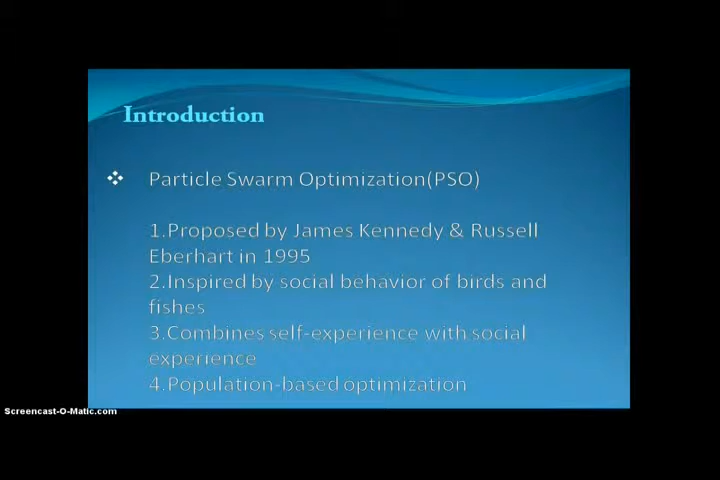 Introduction
❖ Particle Swarm Optimization(PSO)
1.Proposed by James Kennedy & Russell
Eberhart in 1995
2.Inspired by social behavior of birds and
fishes
3.Combines self-experience with social
experience
4.Population-based optimization
Screencast-O-Matic.com